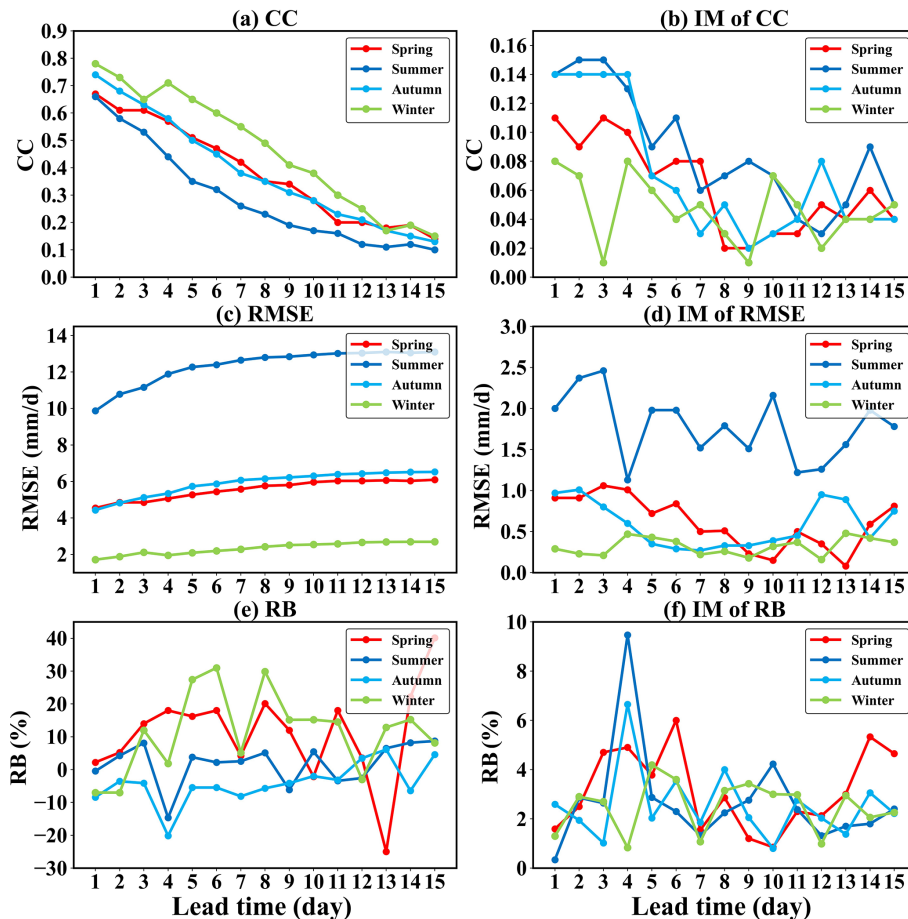 (a) CC
(b) IM of CC
0.9
0.8
0.7
0.6
0.5
0.4
0.3
0.2
0.1
0.0
CC
Spring
Summer
Autumn
Winter
1 2 3 4 5 6 7 8 9 10 11 12 13 14 15
0.16
0.14
0.12
0.10
0.08
0.06
0.04
0.02
0.00
CC
Spring
Summer
Autumn
Winter
1 2 3 4 5 6 7 8 9 10 11 12 13 14 15
(c) RMSE
(d) IM of RMSE
14
12
10
8
6
4
2
RMSE (mm/d)
Spring
Summer
Autumn
Winter
1 2 3 4 5 6 7 8 9 10 11 12 13 14 15
3.0
2.5
2.0
1.5
1.0
0.5
0.0
RMSE (mm/d)
Spring
Summer
Autumn
Winter
1 2 3 4 5 6 7 8 9 10 11 12 13 14 15
(e) RB
(f) IM of RB
40
30
20
10
0
−10
−20
−30
RB (%)
Spring
Summer
Autumn
Winter
1 2 3 4 5 6 7 8 9 10 11 12 13 14 15
Lead time (day)
10
8
6
4
2
0
RB (%)
Spring
Summer
Autumn
Winter
1 2 3 4 5 6 7 8 9 10 11 12 13 14 15
Lead time (day)